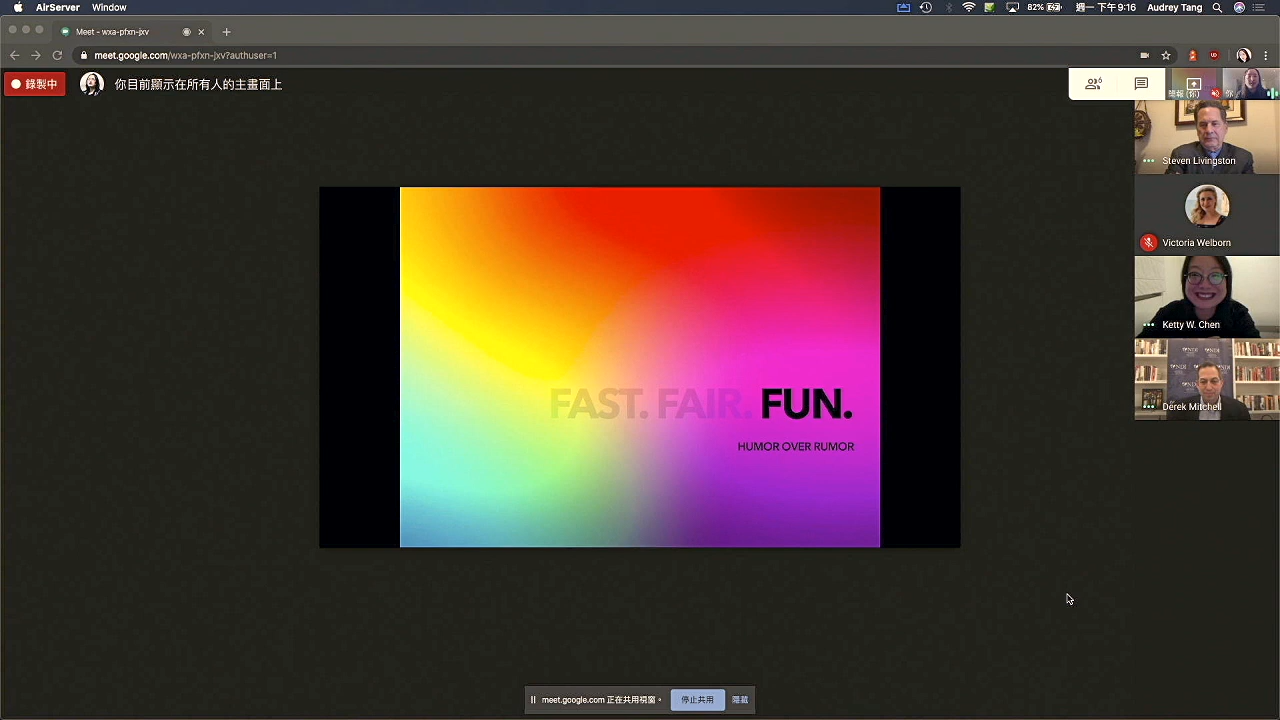 AirServer Window 82% 週一 下午9:16 Audrey Tang
Meet - wxa-pfxn-jxv
meet.google.com/wxa-pfxn-jxv?authuser=1
錄製中
你目前顯示在所有人的主畫面上
6
(你) 你
Steven Livingston
Victoria Welborn
Ketty W. Chen
Derek Mitchell
FAST. FAIR. FUN.
HUMOR OVER RUMOR
meet.google.com 正在共用視窗。 停止共用 隱藏